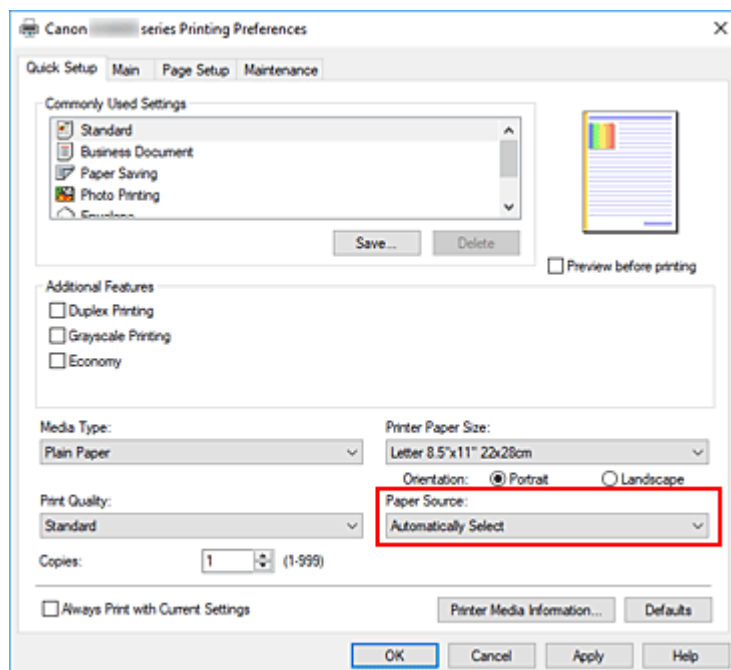 Canon series Printing Preferences
Quick Setup Main Page Setup Maintenance
Commonly Used Settings
Standard
Business Document
Paper Saving
Photo Printing
Envelope
Save... Delete
Preview before printing
Additional Features
Duplex Printing
Grayscale Printing
Economy
Media Type: Printer Paper Size:
Plain Paper Letter 8.5"x11" 22x28cm
Orientation: Portrait Landscape
Print Quality: Paper Source:
Standard Automatically Select
Copies: 1 (1-999)
Always Print with Current Settings Printer Media Information... Defaults
OK Cancel Apply Help